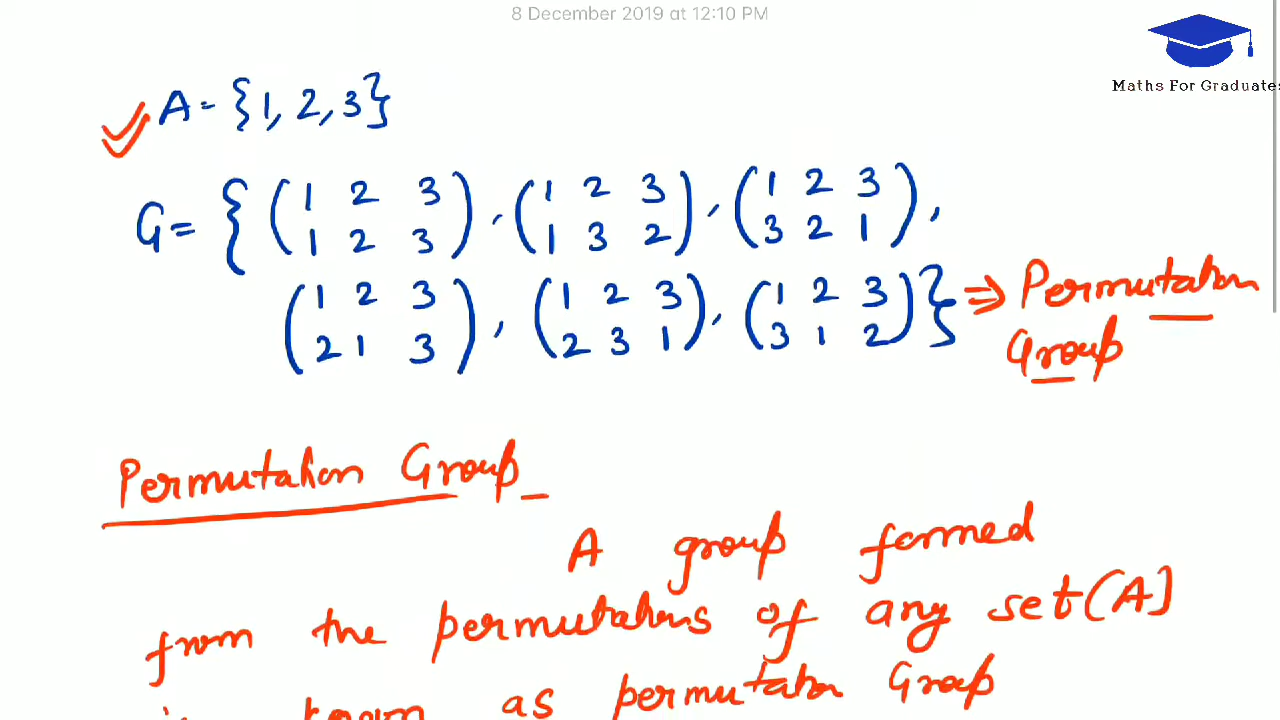 8 December 2019 at 12:10 PM
Maths For Graduates
A = {1, 2, 3}
G = { ( 1 2 3 ) , ( 1 2 3 ) , ( 1 2 3 ) ,
1 2 3 1 3 2 3 2 1
( 1 2 3 ) , ( 1 2 3 ) , ( 1 2 3 ) } ⇒ Permutation
2 1 3 2 3 1 3 1 2 Group
Permutation Group
A group formed
from the permutations of any set(A)
is known as permutation Group